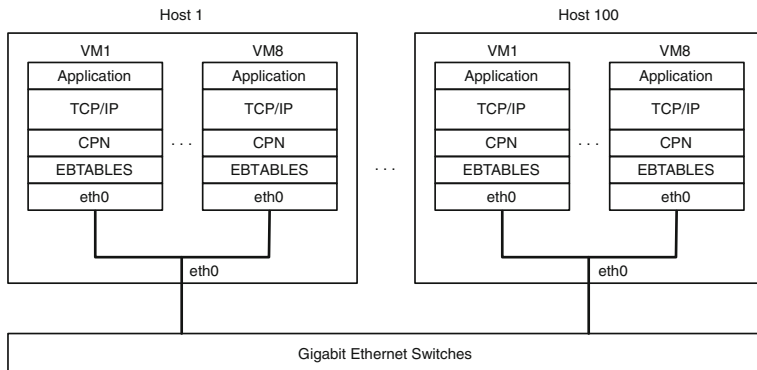 Host 1
Host 100
VM1
VM8
VM1
VM8
Application
Application
Application
Application
TCP/IP
TCP/IP
TCP/IP
TCP/IP
CPN
. . .
CPN
. . .
CPN
. . .
CPN
EBTABLES
EBTABLES
EBTABLES
EBTABLES
eth0
eth0
eth0
eth0
eth0
eth0
Gigabit Ethernet Switches